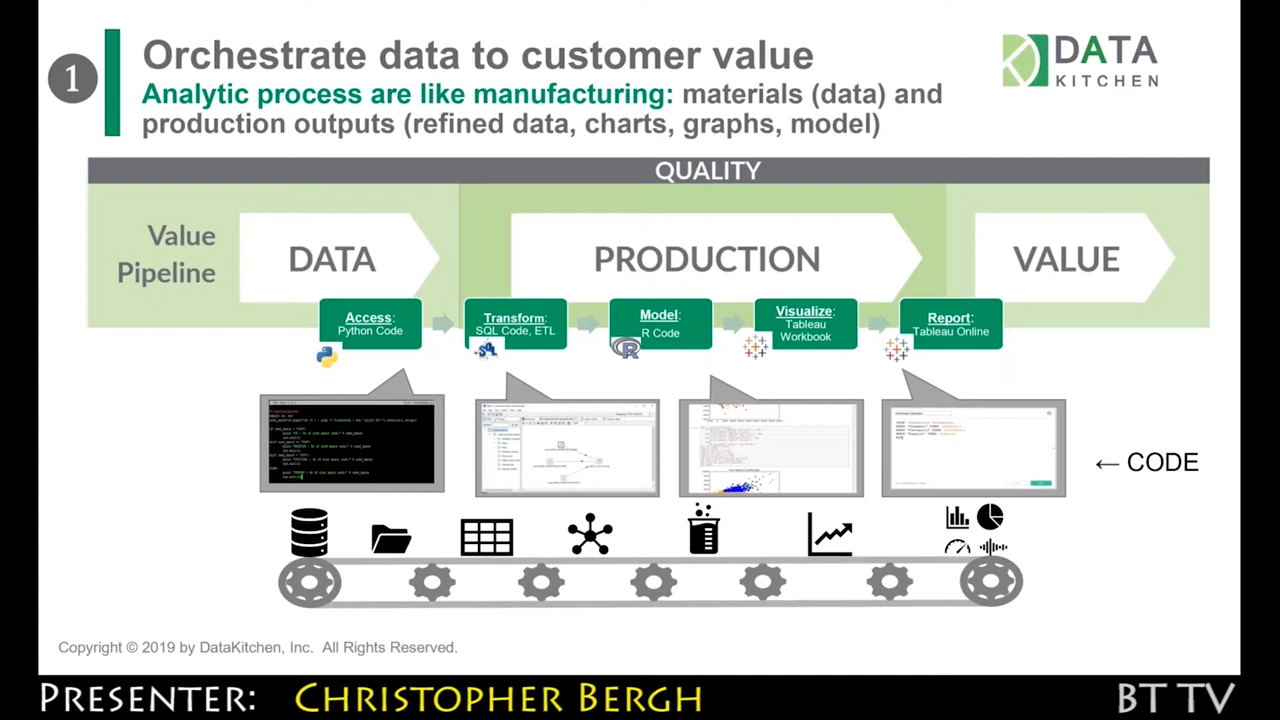 1
Orchestrate data to customer value
Analytic process are like manufacturing: materials (data) and
production outputs (refined data, charts, graphs, model)
DATA
KITCHEN
QUALITY
Value
Pipeline
DATA
PRODUCTION
VALUE
Access:
Python Code
Transform:
SQL Code, ETL
SQL
Model:
R Code
R
Visualize:
Tableau
Workbook
Report:
Tableau Online
← CODE
Copyright © 2019 by DataKitchen, Inc. All Rights Reserved.
PRESENTER: CHRISTOPHER BERGH
BT TV